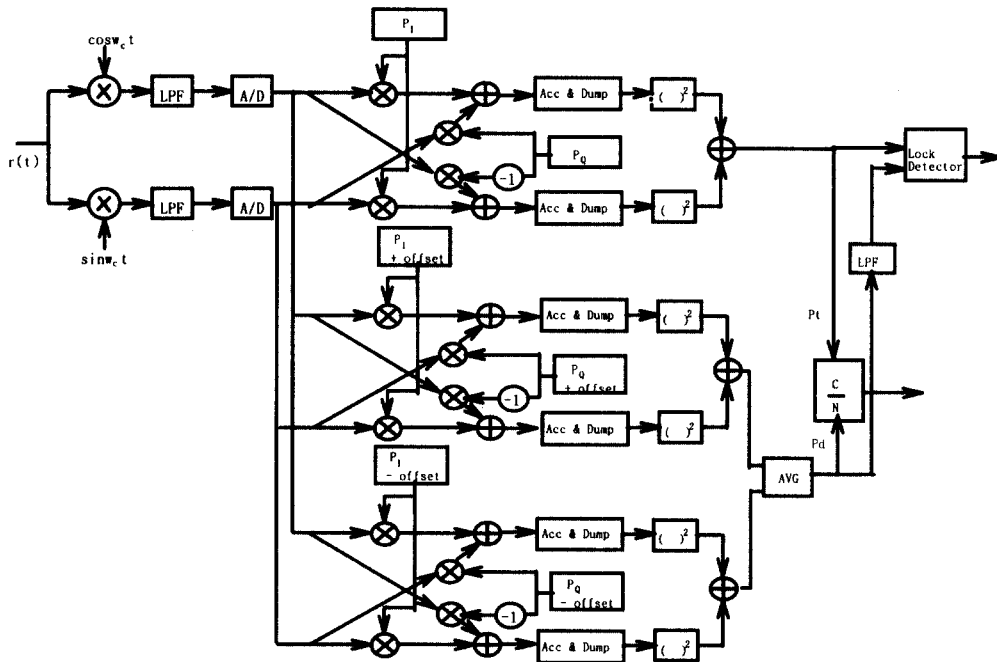 cosw_c t
P_I
LPF
A/D
Acc & Dump
( )²
r(t)
P_Q
-1
Lock
Detector
LPF
A/D
Acc & Dump
( )²
sinw_c t
P_I
+ offset
LPF
Acc & Dump
( )²
Pt
P_Q
+ offset
-1
C
N
Acc & Dump
( )²
Pd
P_I
- offset
AVG
Acc & Dump
( )²
P_Q
- offset
-1
Acc & Dump
( )²